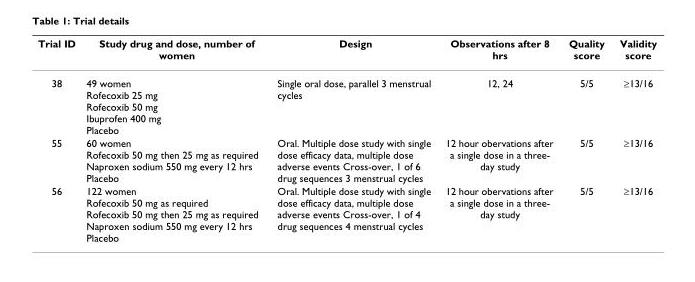 Table 1: Trial details
Trial ID Study drug and dose, number of women Design Observations after 8 hrs Quality score Validity score
38 49 women Single oral dose, parallel 3 menstrual 12, 24 5/5 ≥13/16
Rofecoxib 25 mg cycles
Rofecoxib 50 mg
Ibuprofen 400 mg
Placebo
55 60 women Oral. Multiple dose study with single 12 hour obervations after 5/5 ≥13/16
Rofecoxib 50 mg then 25 mg as required dose efficacy data, multiple dose a single dose in a three-
Naproxen sodium 550 mg every 12 hrs adverse events Cross-over, 1 of 6 day study
Placebo drug sequences 3 menstrual cycles
56 122 women Oral. Multiple dose study with single 12 hour obervations after 5/5 ≥13/16
Rofecoxib 50 mg as required dose efficacy data, multiple dose a single dose in a three-
Rofecoxib 50 mg then 25 mg as required adverse events Cross-over, 1 of 4 day study
Naproxen sodium 550 mg every 12 hrs drug sequences 4 menstrual cycles
Placebo